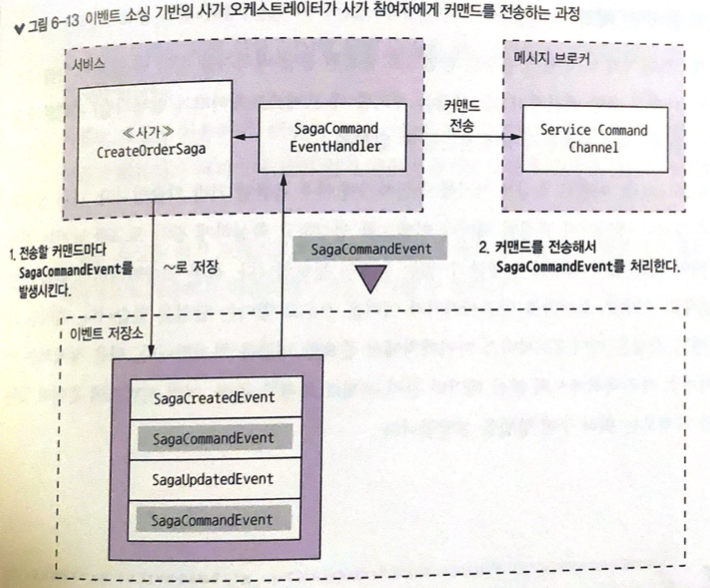 ♥ 그림 6-13 이벤트 소싱 기반의 사가 오케스트레이터가 사가 참여자에게 커맨드를 전송하는 과정
서비스
≪사가≫
CreateOrderSaga
SagaCommand
EventHandler
커맨드
전송
메시지 브로커
Service Command
Channel
1. 전송할 커맨드마다
SagaCommandEvent를
발생시킨다.
~로 저장
SagaCommandEvent
2. 커맨드를 전송해서
SagaCommandEvent를 처리한다.
이벤트 저장소
SagaCreatedEvent
SagaCommandEvent
SagaUpdatedEvent
SagaCommandEvent